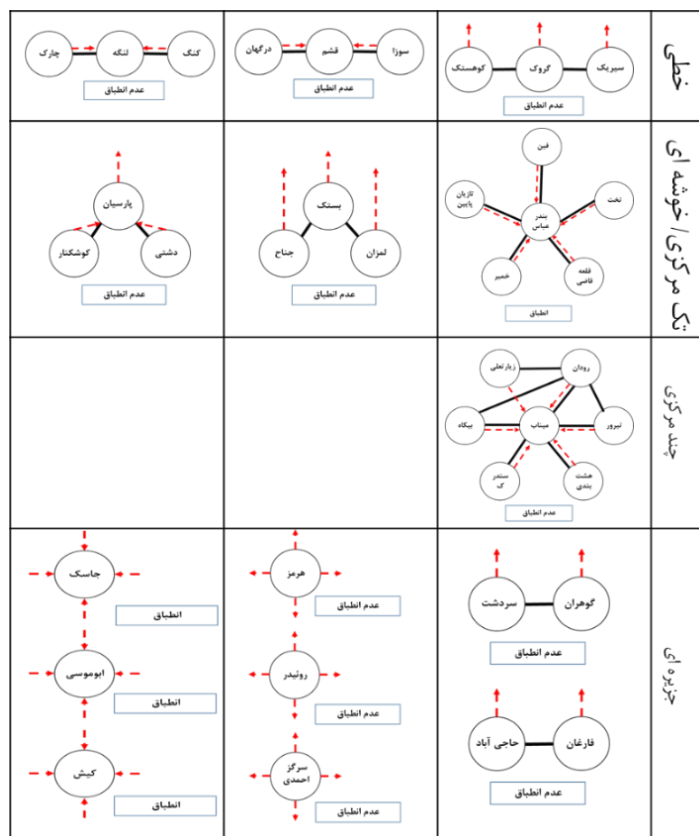 خطی
سیریک
گروک
کوهستک
عدم انطباق
سوزا
قشم
درگهان
عدم انطباق
کنگ
لنگه
چارک
عدم انطباق
تک مرکزی/ خوشه ای
فین
تخت
تازیان
پایین
بندر
عباس
قلعه
قاضی
خمیر
انطباق
بستک
لمزان
جناح
عدم انطباق
پارسیان
دشتی
کوشکنار
عدم انطباق
چند مرکزی
رودان
زیارتعلی
تیرور
میناب
بیکاه
هشت
بندی
سندر
ک
عدم انطباق
جزیره ای
گوهران
سردشت
عدم انطباق
فارغان
حاجی آباد
عدم انطباق
هرمز
عدم انطباق
روئیدر
عدم انطباق
سرگز
احمدی
عدم انطباق
جاسک
انطباق
ابوموسی
انطباق
کیش
انطباق